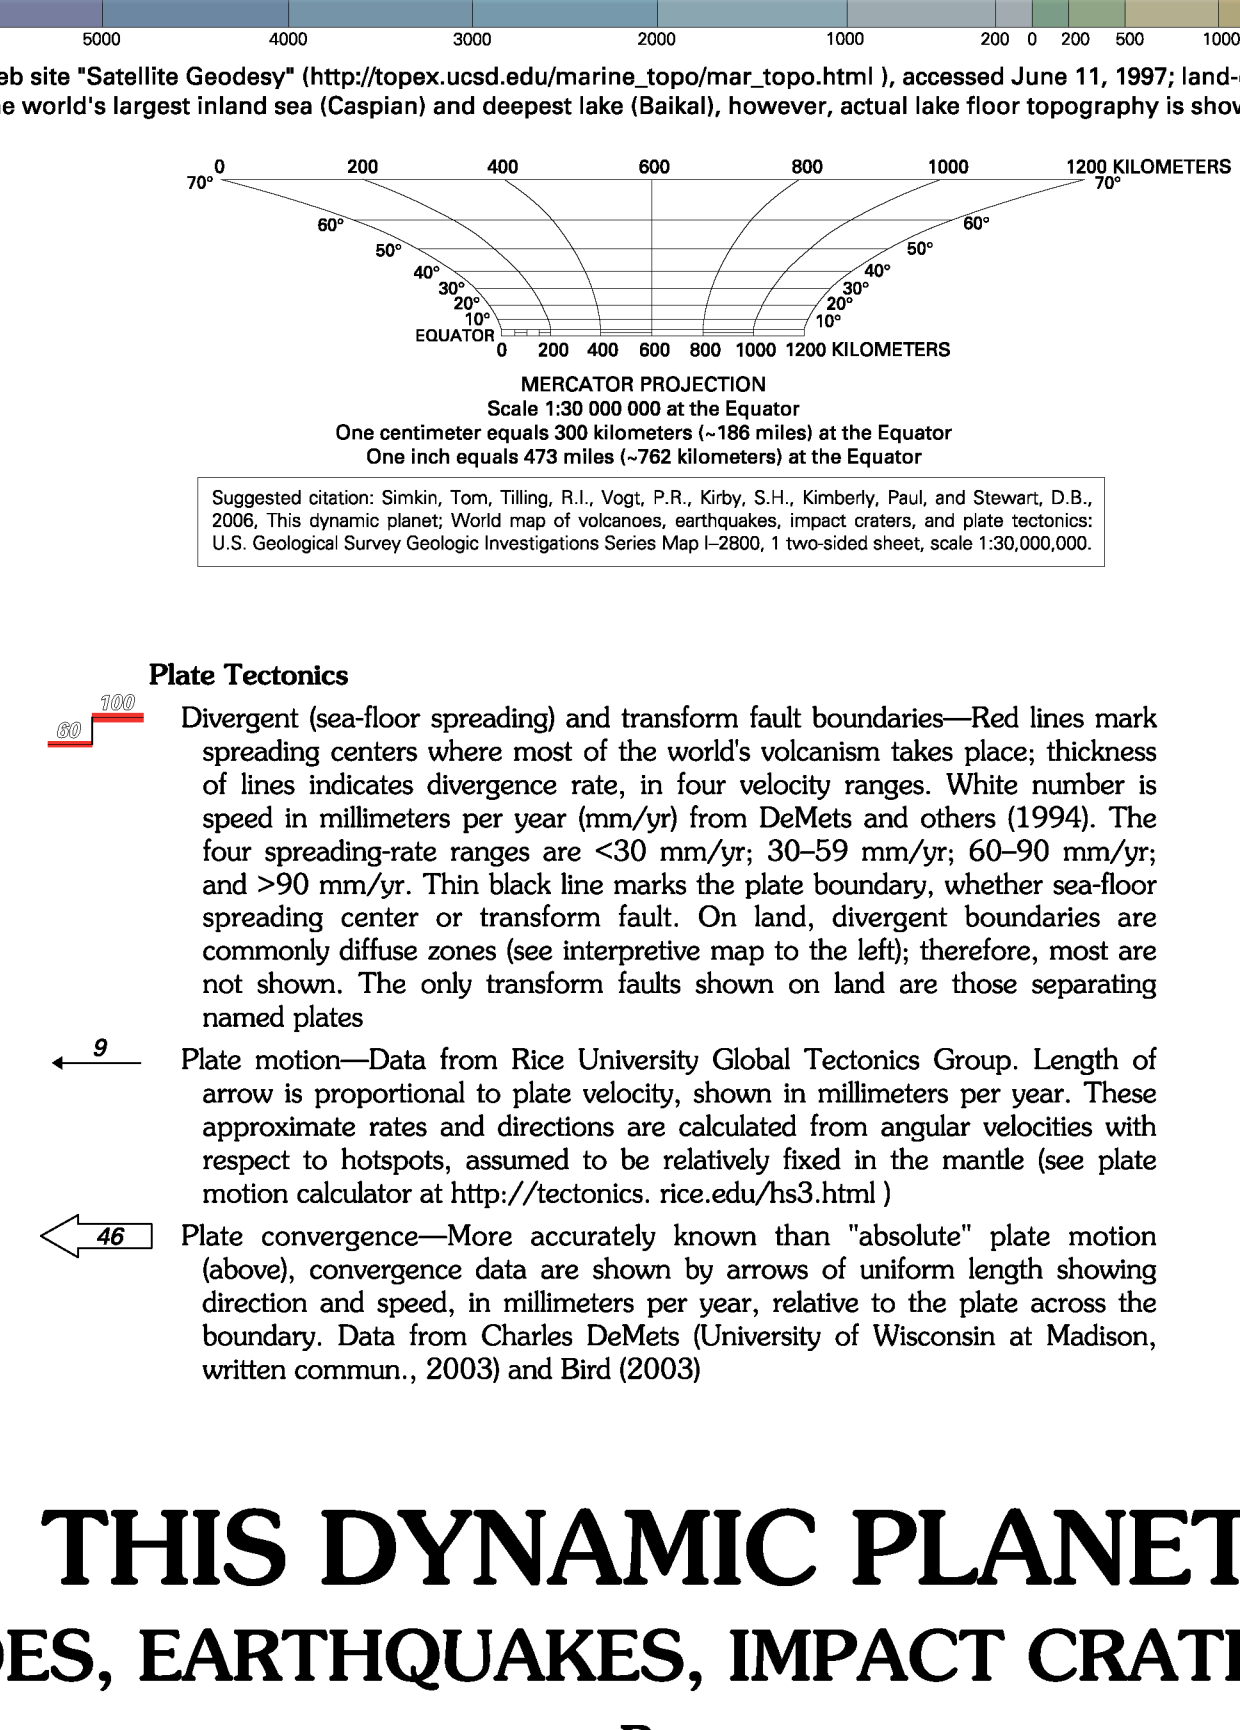 5000 4000 3000 2000 1000 200 0 200 500 1000
eb site "Satellite Geodesy" (http://topex.ucsd.edu/marine_topo/mar_topo.html ), accessed June 11, 1997; land-
e world's largest inland sea (Caspian) and deepest lake (Baikal), however, actual lake floor topography is show
0 200 400 600 800 1000 1200 KILOMETERS
70° 70°
60° 60°
50° 50°
40° 40°
30° 30°
20° 20°
10° 10°
EQUATOR
0 200 400 600 800 1000 1200 KILOMETERS
MERCATOR PROJECTION
Scale 1:30 000 000 at the Equator
One centimeter equals 300 kilometers (~186 miles) at the Equator
One inch equals 473 miles (~762 kilometers) at the Equator
Suggested citation: Simkin, Tom, Tilling, R.I., Vogt, P.R., Kirby, S.H., Kimberly, Paul, and Stewart, D.B.,
2006, This dynamic planet; World map of volcanoes, earthquakes, impact craters, and plate tectonics:
U.S. Geological Survey Geologic Investigations Series Map I–2800, 1 two-sided sheet, scale 1:30,000,000.
Plate Tectonics
100
60
Divergent (sea-floor spreading) and transform fault boundaries—Red lines mark
spreading centers where most of the world's volcanism takes place; thickness
of lines indicates divergence rate, in four velocity ranges. White number is
speed in millimeters per year (mm/yr) from DeMets and others (1994). The
four spreading-rate ranges are <30 mm/yr; 30–59 mm/yr; 60–90 mm/yr;
and >90 mm/yr. Thin black line marks the plate boundary, whether sea-floor
spreading center or transform fault. On land, divergent boundaries are
commonly diffuse zones (see interpretive map to the left); therefore, most are
not shown. The only transform faults shown on land are those separating
named plates
9
Plate motion—Data from Rice University Global Tectonics Group. Length of
arrow is proportional to plate velocity, shown in millimeters per year. These
approximate rates and directions are calculated from angular velocities with
respect to hotspots, assumed to be relatively fixed in the mantle (see plate
motion calculator at http://tectonics. rice.edu/hs3.html )
46
Plate convergence—More accurately known than "absolute" plate motion
(above), convergence data are shown by arrows of uniform length showing
direction and speed, in millimeters per year, relative to the plate across the
boundary. Data from Charles DeMets (University of Wisconsin at Madison,
written commun., 2003) and Bird (2003)
THIS DYNAMIC PLANET
OES, EARTHQUAKES, IMPACT CRATE